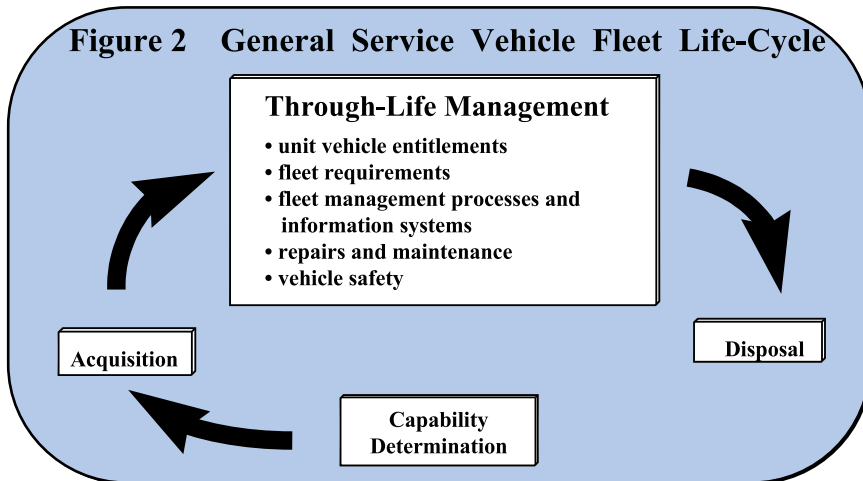 Figure 2 General Service Vehicle Fleet Life-Cycle
Through-Life Management
• unit vehicle entitlements
• fleet requirements
• fleet management processes and
information systems
• repairs and maintenance
• vehicle safety
Acquisition
Disposal
Capability
Determination